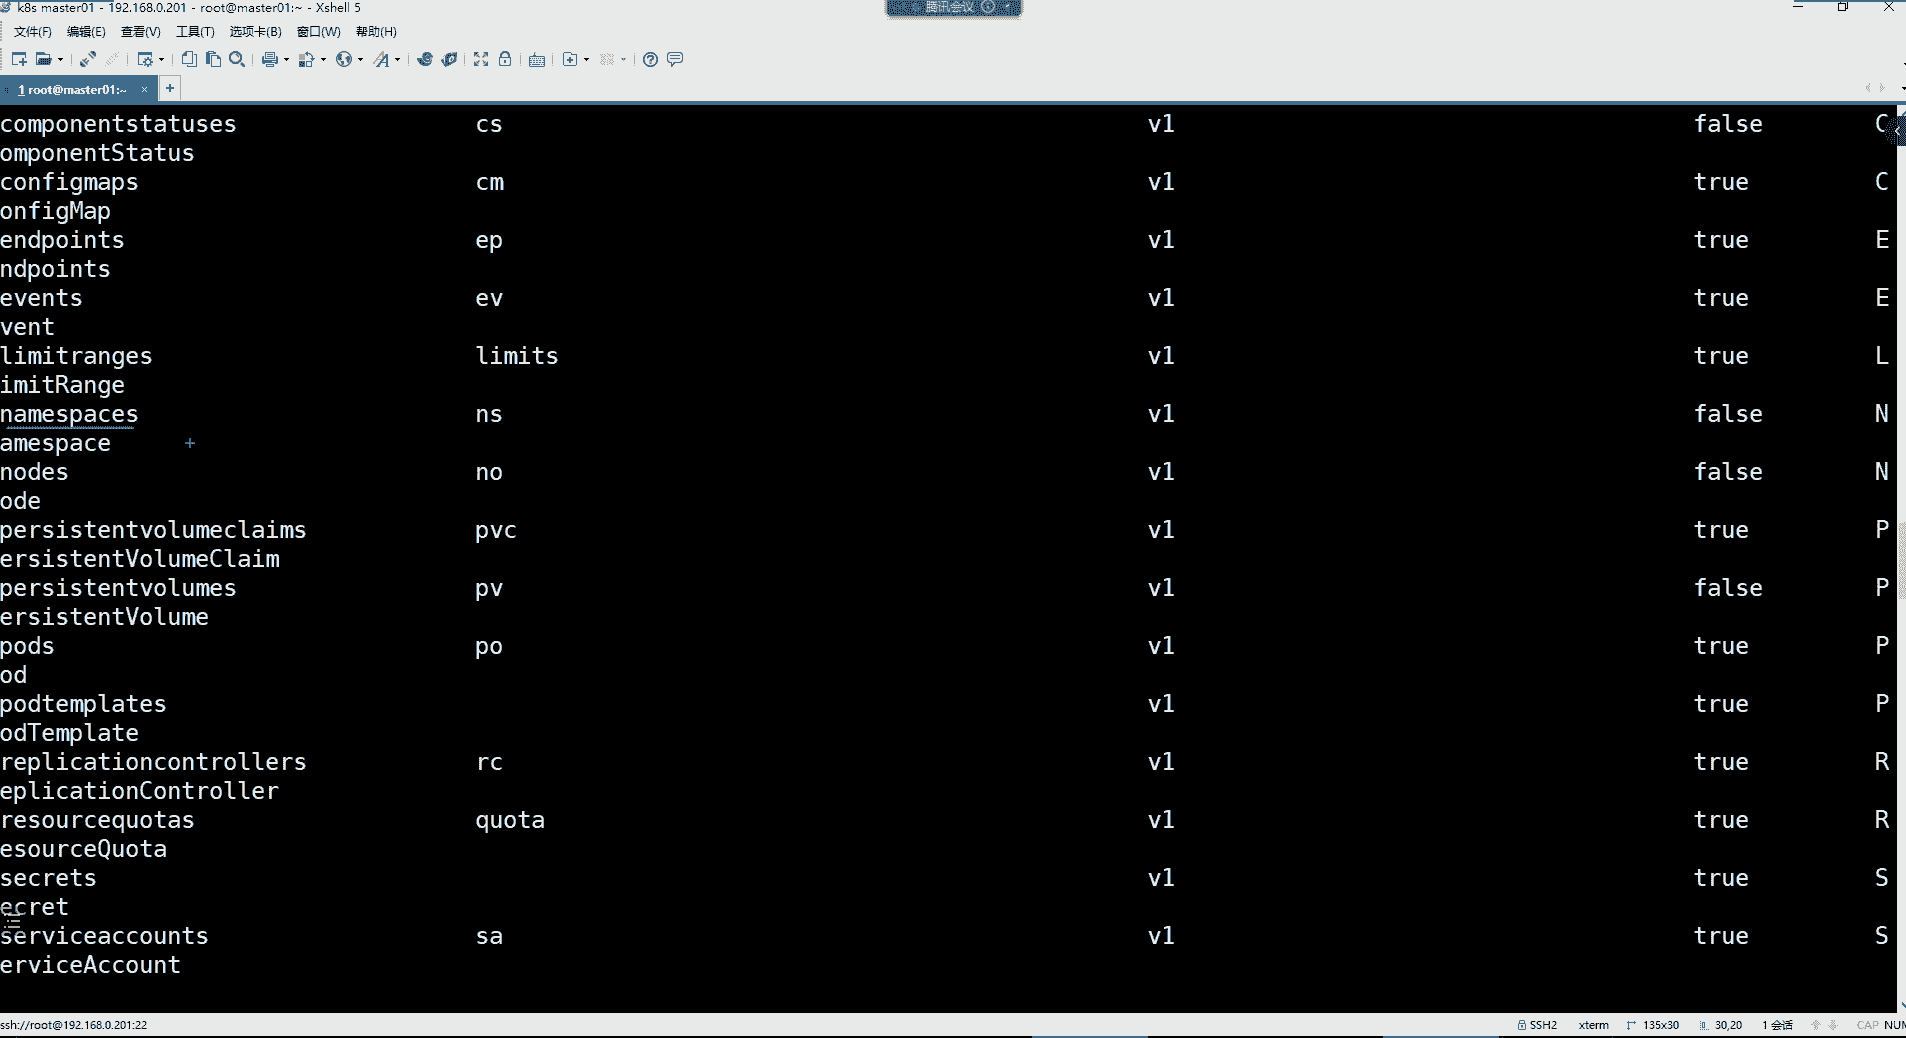 k8s master01 - 192.168.0.201 - root@master01:~ - Xshell 5
腾讯会议
文件(F) 编辑(E) 查看(V) 工具(T) 选项卡(B) 窗口(W) 帮助(H)
1 root@master01:~ × +
componentstatuses cs v1 false C
omponentStatus
configmaps cm v1 true C
onfigMap
endpoints ep v1 true E
ndpoints
events ev v1 true E
vent
limitranges limits v1 true L
imitRange
namespaces ns v1 false N
amespace
nodes no v1 false N
ode
persistentvolumeclaims pvc v1 true P
ersistentVolumeClaim
persistentvolumes pv v1 false P
ersistentVolume
pods po v1 true P
od
podtemplates v1 true P
odTemplate
replicationcontrollers rc v1 true R
eplicationController
resourcequotas quota v1 true R
esourceQuota
secrets v1 true S
ecret
serviceaccounts sa v1 true S
erviceAccount
ssh://root@192.168.0.201:22 SSH2 xterm 135x30 30,20 1 会话 CAP NUM